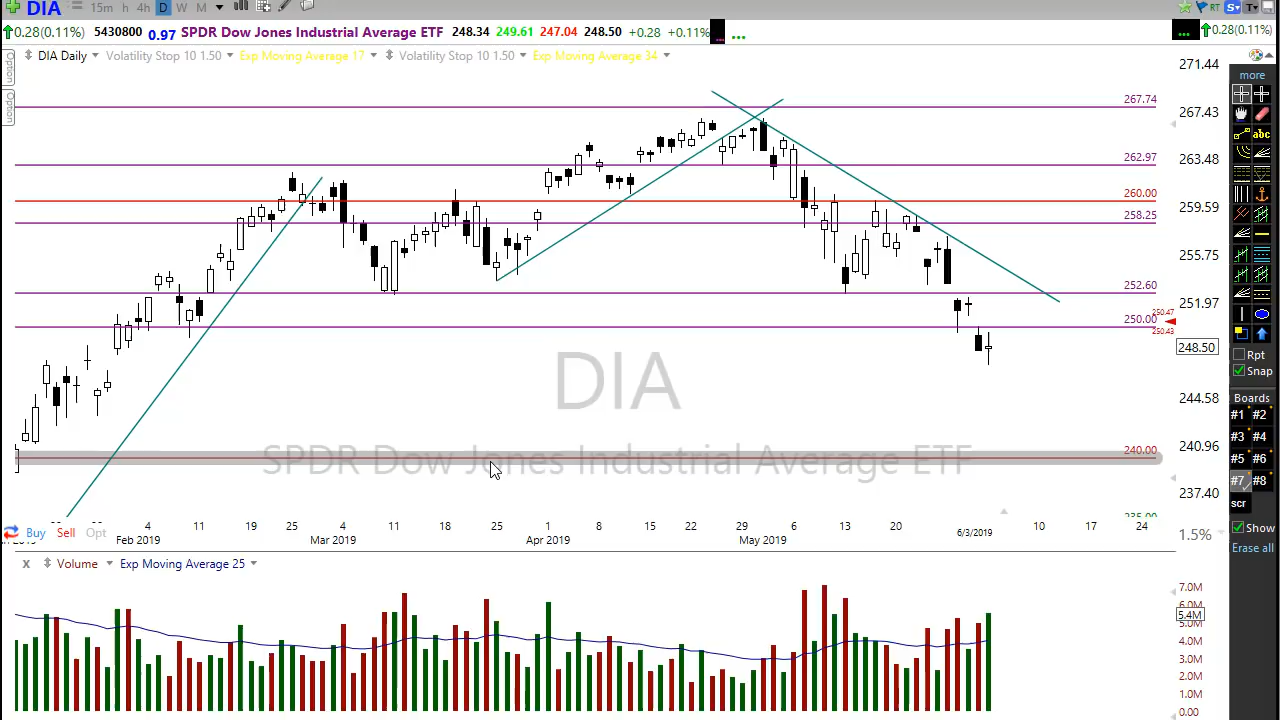 DIA 15m h 4h D W M RT S T
0.28(0.11%) 5430800 0.97 SPDR Dow Jones Industrial Average ETF 248.34 249.61 247.04 248.50 +0.28 +0.11% ... ... 0.28(0.11%)
DIA Daily Volatility Stop 10 1.50 Exp Moving Average 17 Volatility Stop 10 1.50 Exp Moving Average 34
Option
Option
271.44
267.74
267.43
262.97
263.48
260.00
259.59
258.25
255.75
252.60
251.97
250.47
250.00
250.43
248.50
244.58
240.96
240.00
237.40
DIA
SPDR Dow Jones Industrial Average ETF
more
abc
Rpt
Snap
Boards
#1 #2
#3 #4
#5 #6
#7 #8
scr
Show
Erase all
4 11 19 25 4 11 18 25 1 8 15 22 29 6 13 20 6/3/2019 10 17 24
Buy Sell Opt
Feb 2019 Mar 2019 Apr 2019 May 2019
1.5%
x Volume Exp Moving Average 25
7.0M
6.0M
5.4M
4.0M
3.0M
2.0M
1.0M
0.00